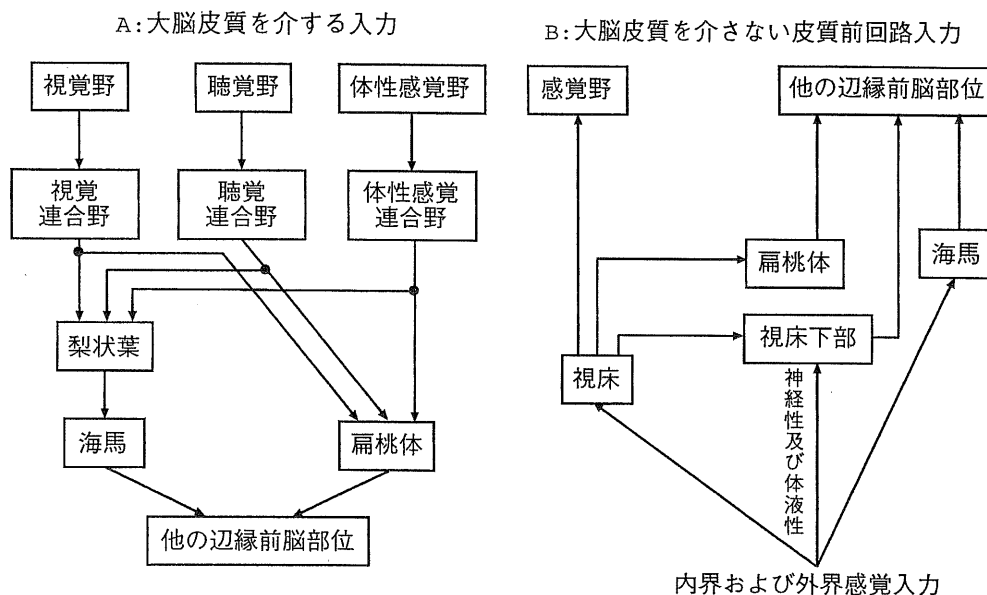 A:大脳皮質を介する入力
視覚野
聴覚野
体性感覚野
視覚
連合野
聴覚
連合野
体性感覚
連合野
梨状葉
海馬
扁桃体
他の辺縁前脳部位
B:大脳皮質を介さない皮質前回路入力
感覚野
他の辺縁前脳部位
扁桃体
海馬
視床下部
視床
神経性及び体液性
内界および外界感覚入力